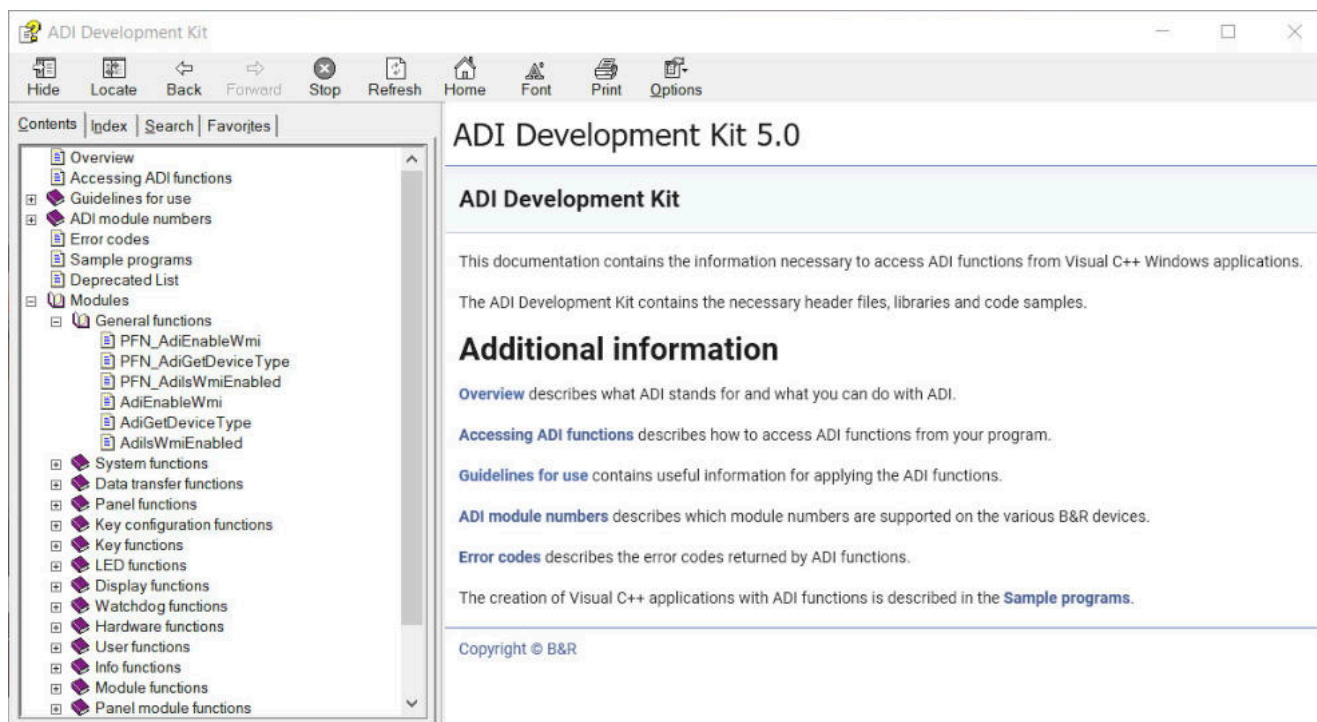 ADI Development Kit
Hide Locate Back Forward Stop Refresh Home Font Print Options
Contents Index Search Favorites
Overview
Accessing ADI functions
Guidelines for use
ADI module numbers
Error codes
Sample programs
Deprecated List
Modules
General functions
PFN_AdiEnableWmi
PFN_AdiGetDeviceType
PFN_AdiIsWmiEnabled
AdiEnableWmi
AdiGetDeviceType
AdiIsWmiEnabled
System functions
Data transfer functions
Panel functions
Key configuration functions
Key functions
LED functions
Display functions
Watchdog functions
Hardware functions
User functions
Info functions
Module functions
Panel module functions
ADI Development Kit 5.0
ADI Development Kit
This documentation contains the information necessary to access ADI functions from Visual C++ Windows applications.
The ADI Development Kit contains the necessary header files, libraries and code samples.
Additional information
Overview describes what ADI stands for and what you can do with ADI.
Accessing ADI functions describes how to access ADI functions from your program.
Guidelines for use contains useful information for applying the ADI functions.
ADI module numbers describes which module numbers are supported on the various B&R devices.
Error codes describes the error codes returned by ADI functions.
The creation of Visual C++ applications with ADI functions is described in the Sample programs.
Copyright © B&R